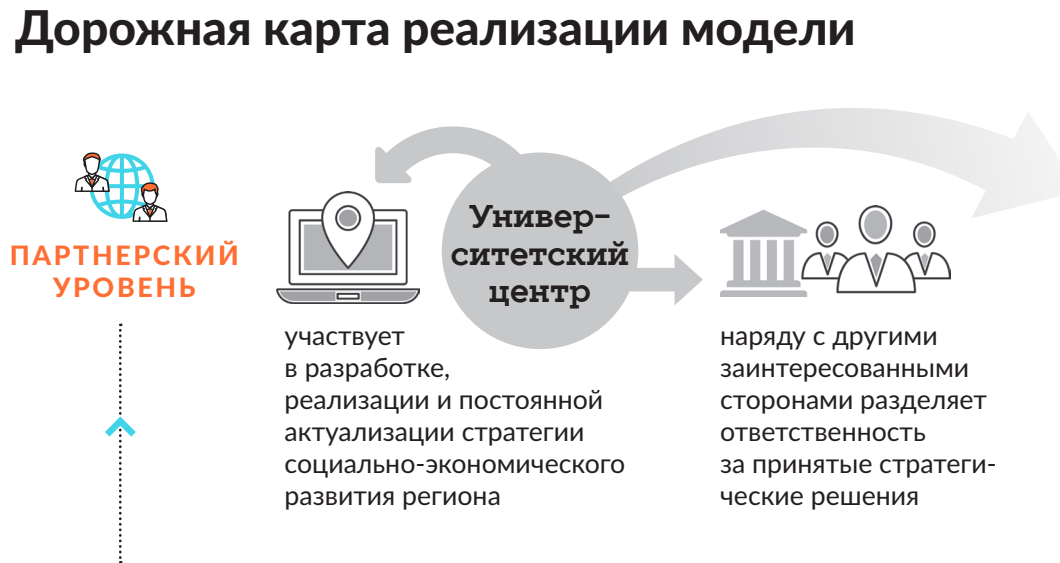 Дорожная карта реализации модели
ПАРТНЕРСКИЙ
УРОВЕНЬ
Универ-
ситетский
центр
участвует
в разработке,
реализации и постоянной
актуализации стратегии
социально-экономического
развития региона
наряду с другими
заинтересованными
сторонами разделяет
ответственность
за принятые стратеги-
ческие решения